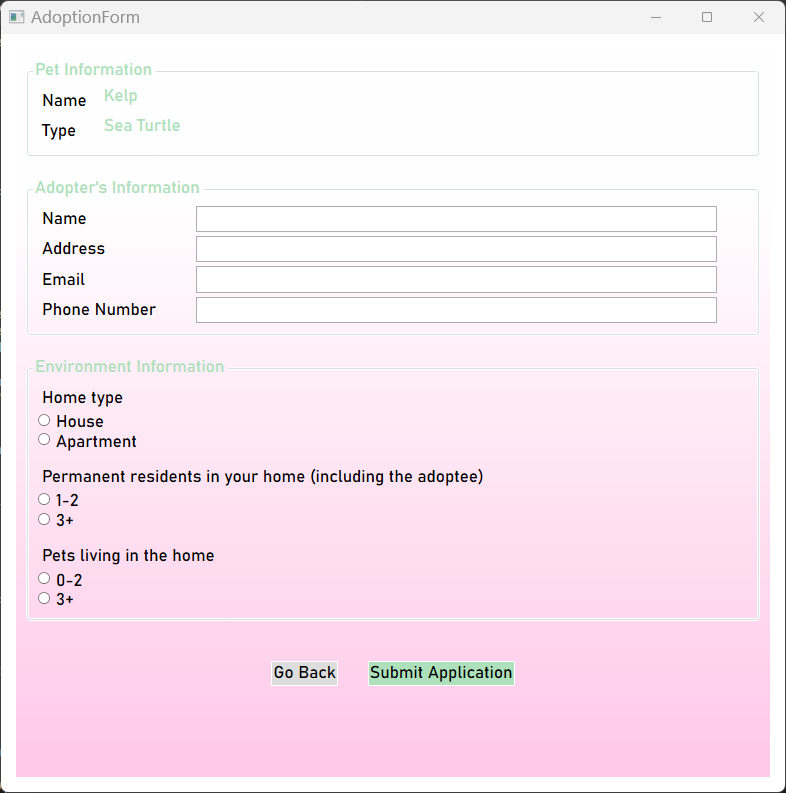 AdoptionForm
Pet Information
Name Kelp
Type Sea Turtle
Adopter's Information
Name
Address
Email
Phone Number
Environment Information
Home type
House
Apartment
Permanent residents in your home (including the adoptee)
1-2
3+
Pets living in the home
0-2
3+
Go Back Submit Application